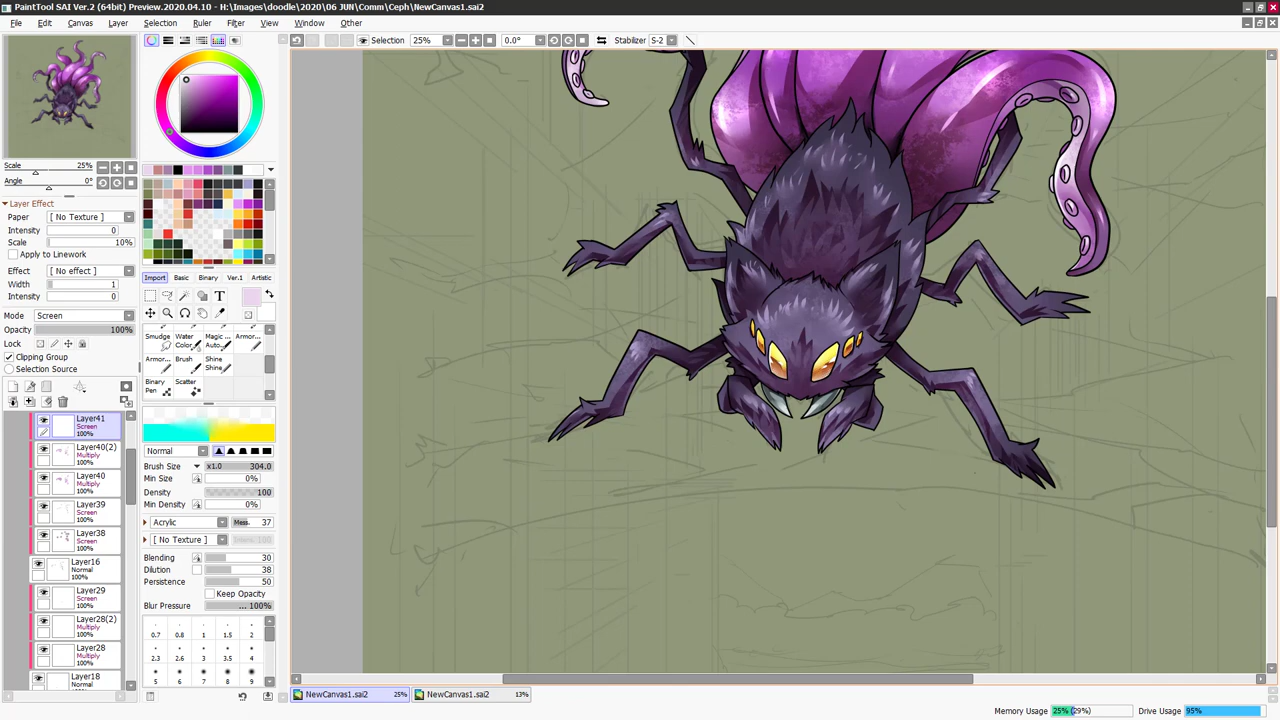 PaintTool SAI Ver.2 (64bit) Preview.2020.04.10 - H:\Images\doodle\2020\06 JUN\Comm\Ceph\NewCanvas1.sai2
File Edit Canvas Layer Selection Ruler Filter View Window Other
Selection 25% 0.0° Stabilizer S-2
Scale 25%
Angle 0°
Layer Effect
Paper [ No Texture ]
Intensity 0
Scale 10%
Apply to Linework
Effect [ No effect ]
Width 1
Intensity 0
Mode Screen
Opacity 100%
Lock
Clipping Group
Selection Source
Layer41
Screen
100%
Layer40(2)
Multiply
100%
Layer40
Multiply
100%
Layer39
Screen
100%
Layer38
Screen
100%
Layer16
Normal
100%
Layer29
Screen
100%
Layer28(2)
Multiply
100%
Layer28
Multiply
100%
Layer18
Normal
100%
Import Basic Binary Ver.1 Artistic
T
Smudge Water Color Magic ... Auto... Armor...
Armor... Brush Shine Shine
Binary Pen Scatter
Normal
Brush Size x1.0 304.0
Min Size 0%
Density 100
Min Density 0%
Acrylic 37
[ No Texture ]
Blending 30
Dilution 38
Persistence 50
Keep Opacity
Blur Pressure ... 100%
0.7 0.8 1 1.5 2
2.3 2.6 3 3.5 4
5 6 7 8 9
NewCanvas1.sai2 25% NewCanvas1.sai2 13%
Memory Usage 25% (29%) Drive Usage 95%